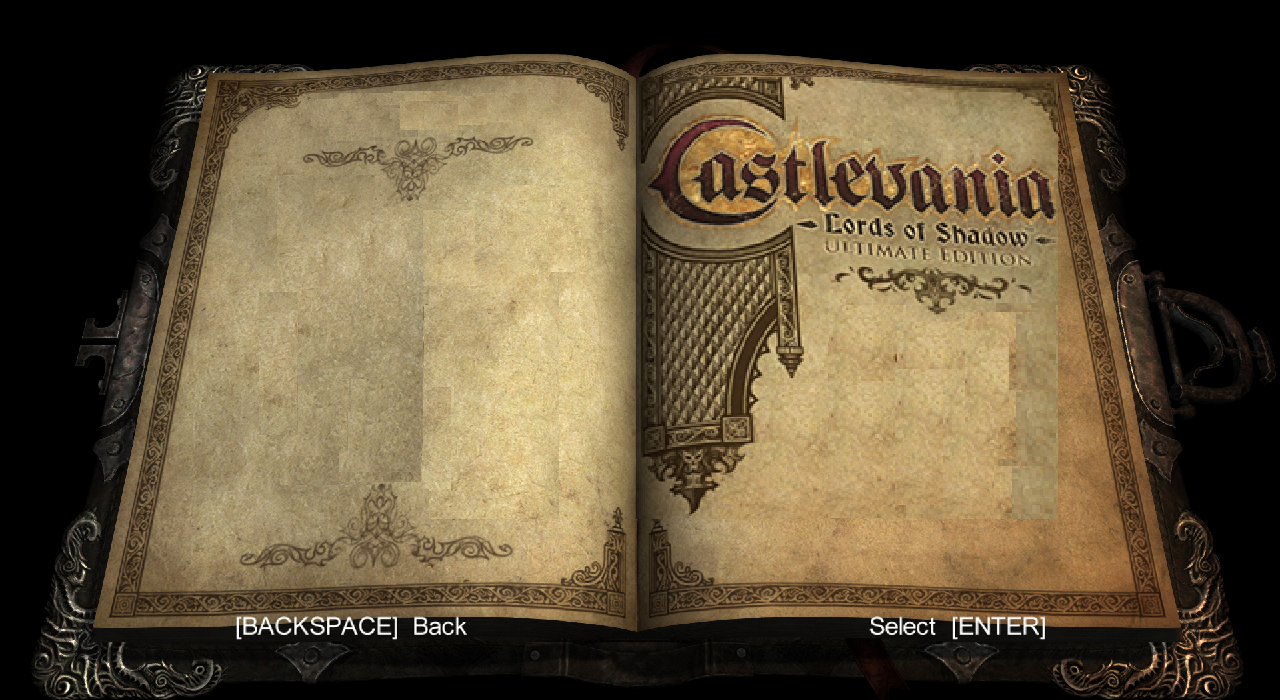 Castlevania
Lords of Shadow
ULTIMATE EDITION
[BACKSPACE] Back
Select [ENTER]